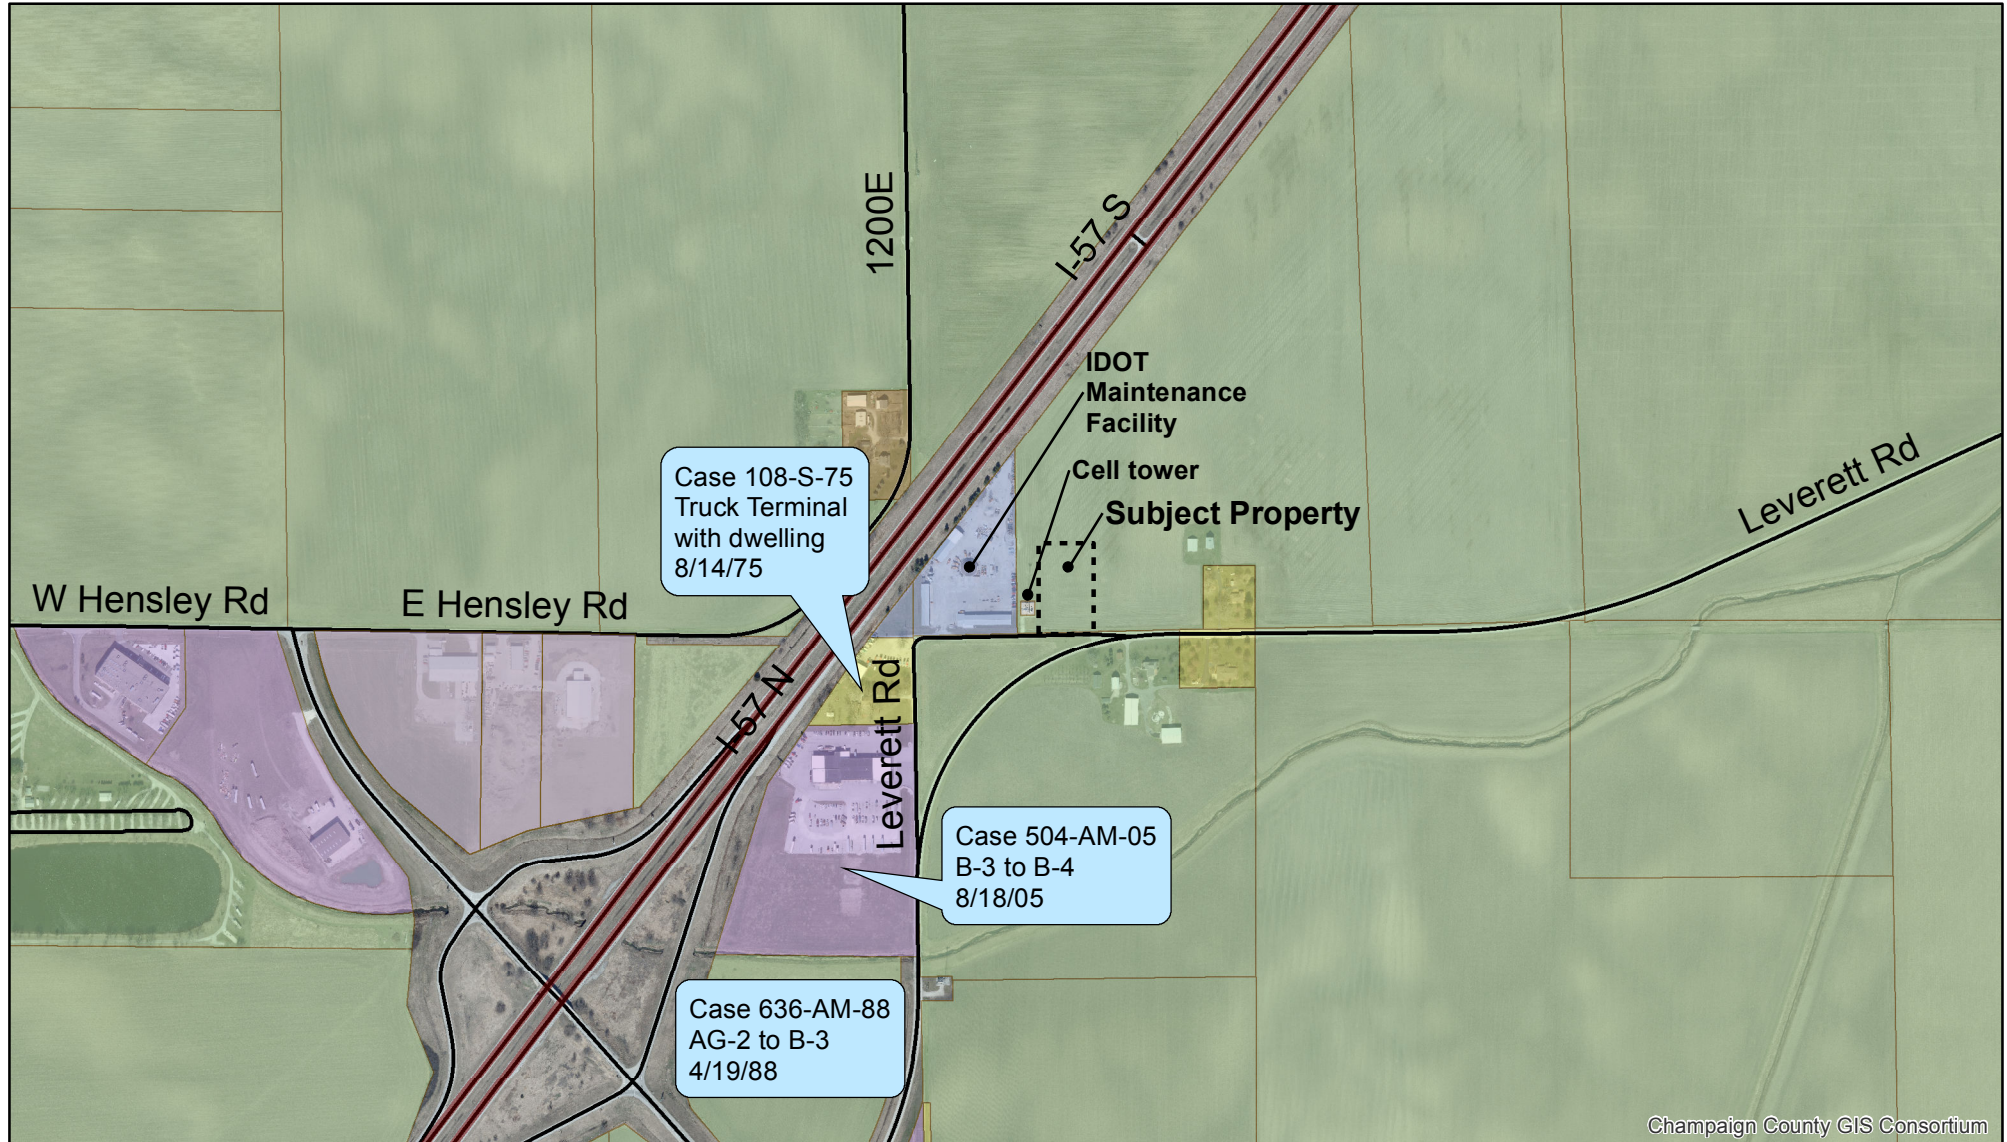 1200E
I-57 S
IDOT
Maintenance
Facility
Cell tower
Subject Property
Leverett Rd
Case 108-S-75
Truck Terminal
with dwelling
8/14/75
W Hensley Rd
E Hensley Rd
I-57 N
Leverett Rd
Case 504-AM-05
B-3 to B-4
8/18/05
Case 636-AM-88
AG-2 to B-3
4/19/88
Champaign County GIS Consortium